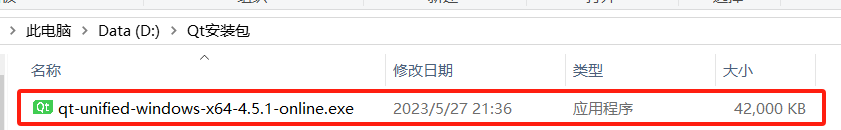 此电脑 > Data (D:) > Qt安装包
名称 修改日期 类型 大小
Qt qt-unified-windows-x64-4.5.1-online.exe 2023/5/27 21:36 应用程序 42,000 KB